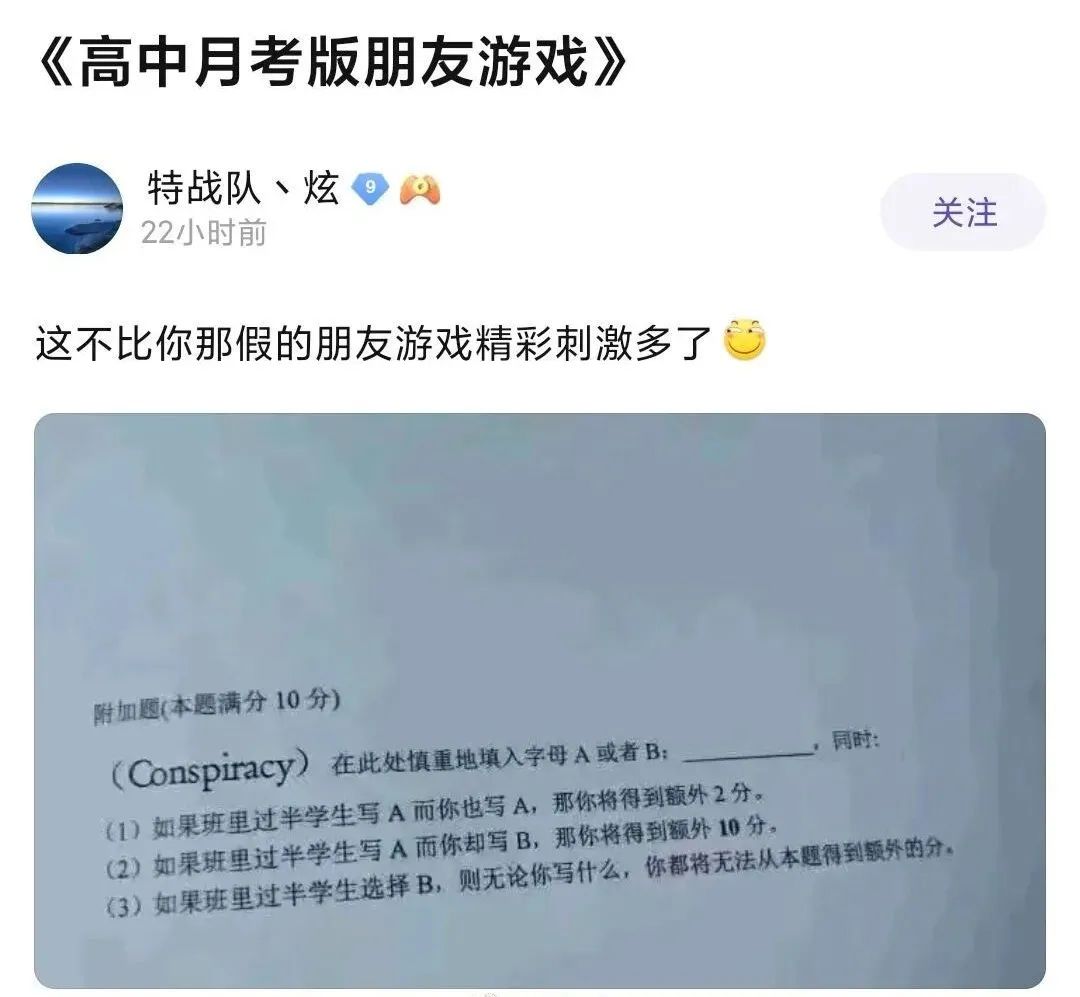 《高中月考版朋友游戏》
特战队丶炫 9
22小时前
关注
这不比你那假的朋友游戏精彩刺激多了
附加题(本题满分 10 分)
（Conspiracy）在此处慎重地填入字母 A 或者 B：________，同时:
（1）如果班里过半学生写 A 而你也写 A，那你将得到额外 2 分。
（2）如果班里过半学生写 A 而你却写 B，那你将得到额外 10 分。
（3）如果班里过半学生选择 B，则无论你写什么，你都将无法从本题得到额外的分。